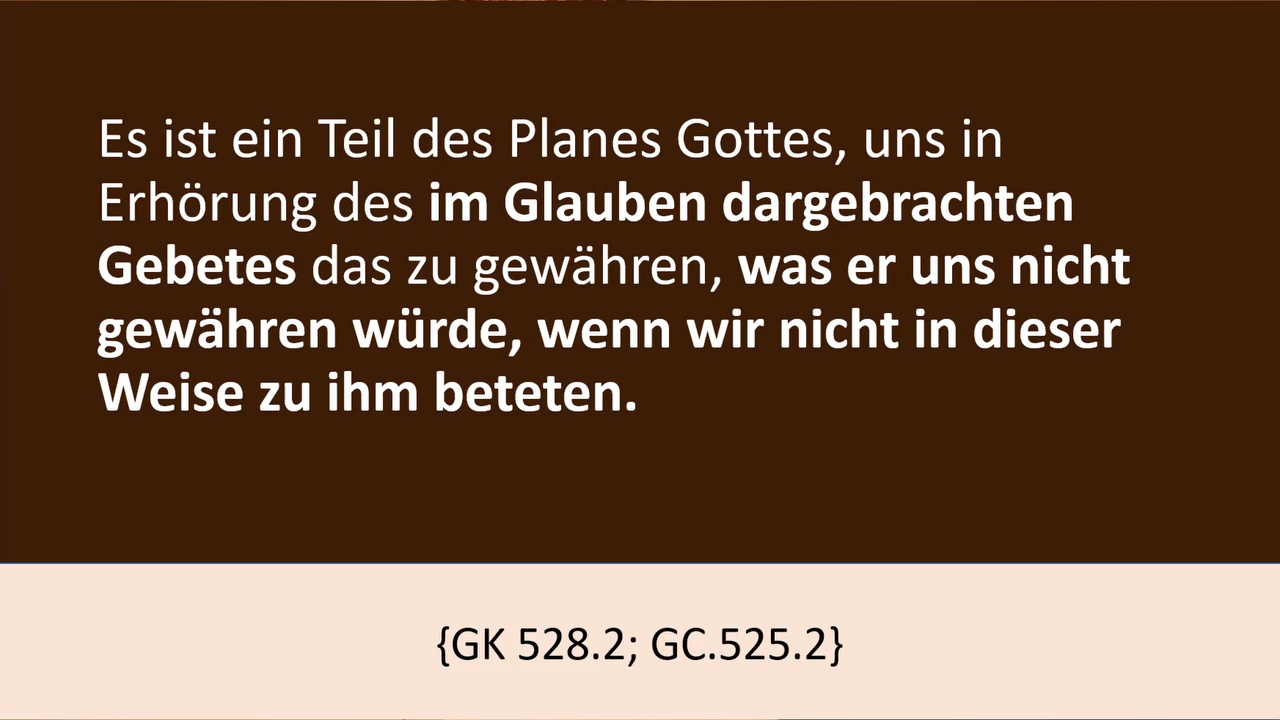 Es ist ein Teil des Planes Gottes, uns in
Erhörung des im Glauben dargebrachten
Gebetes das zu gewähren, was er uns nicht
gewähren würde, wenn wir nicht in dieser
Weise zu ihm beteten.
{GK 528.2; GC.525.2}